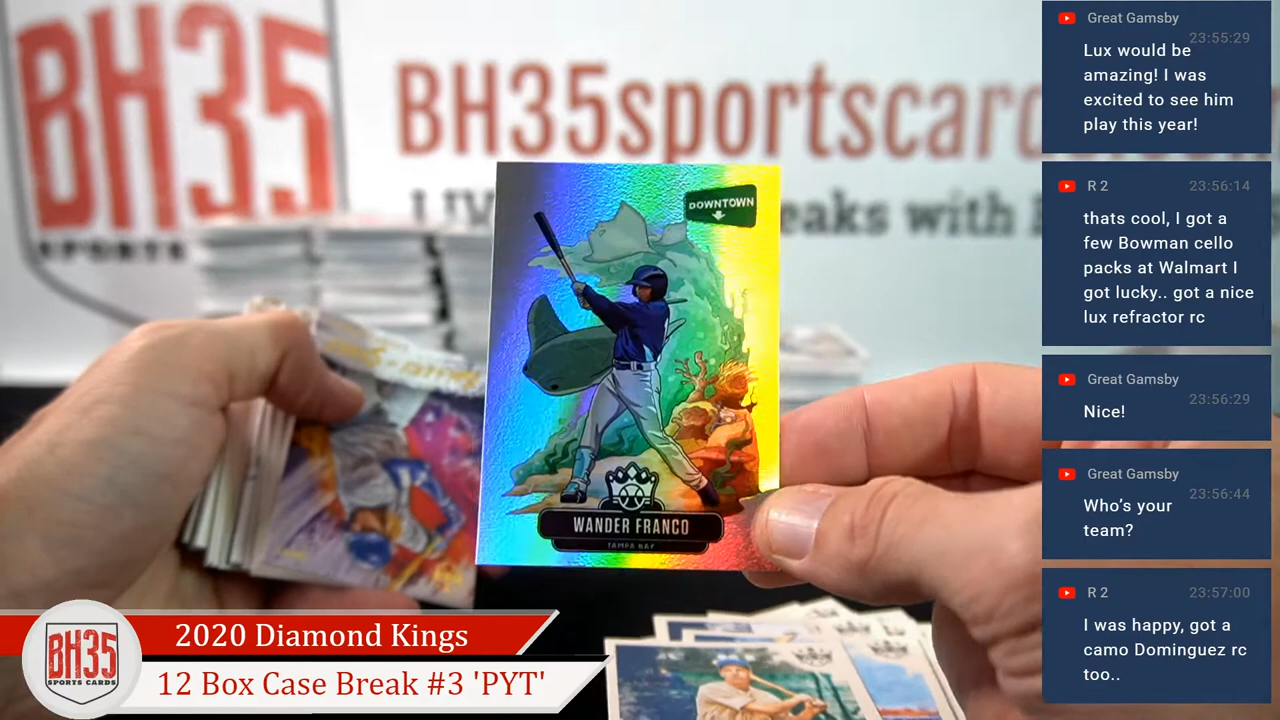 BH35
SPORTS
BH35sportscard
DOWNTOWN
eaks with
WANDER FRANCO
TAMPA BAY
BH35
SPORTS CARDS
2020 Diamond Kings
12 Box Case Break #3 'PYT'
Great Gamsby
23:55:29
Lux would be
amazing! I was
excited to see him
play this year!
R 2
23:56:14
thats cool, I got a
few Bowman cello
packs at Walmart I
got lucky.. got a nice
lux refractor rc
Great Gamsby
23:56:29
Nice!
Great Gamsby
23:56:44
Who's your
team?
R 2
23:57:00
I was happy, got a
camo Dominguez rc
too..